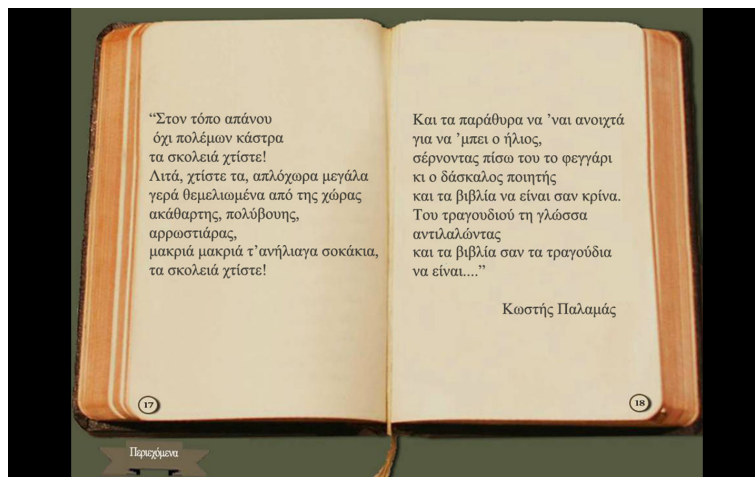 “Στον τόπο απάνου
όχι πολέμων κάστρα
τα σκολειά χτίστε!
Λιτά, χτίστε τα, απλόχωρα μεγάλα
γερά θεμελιωμένα από της χώρας
ακάθαρτης, πολύβουης,
αρρωστιάρας,
μακριά μακριά τ’ανήλιαγα σοκάκια,
τα σκολειά χτίστε!
17
Και τα παράθυρα να ’ναι ανοιχτά
για να ’μπει ο ήλιος,
σέρνοντας πίσω του το φεγγάρι
κι ο δάσκαλος ποιητής
και τα βιβλία να είναι σαν κρίνα.
Του τραγουδιού τη γλώσσα
αντιλαλώντας
και τα βιβλία σαν τα τραγούδια
να είναι....”
Κωστής Παλαμάς
18
Περιεχόμενα